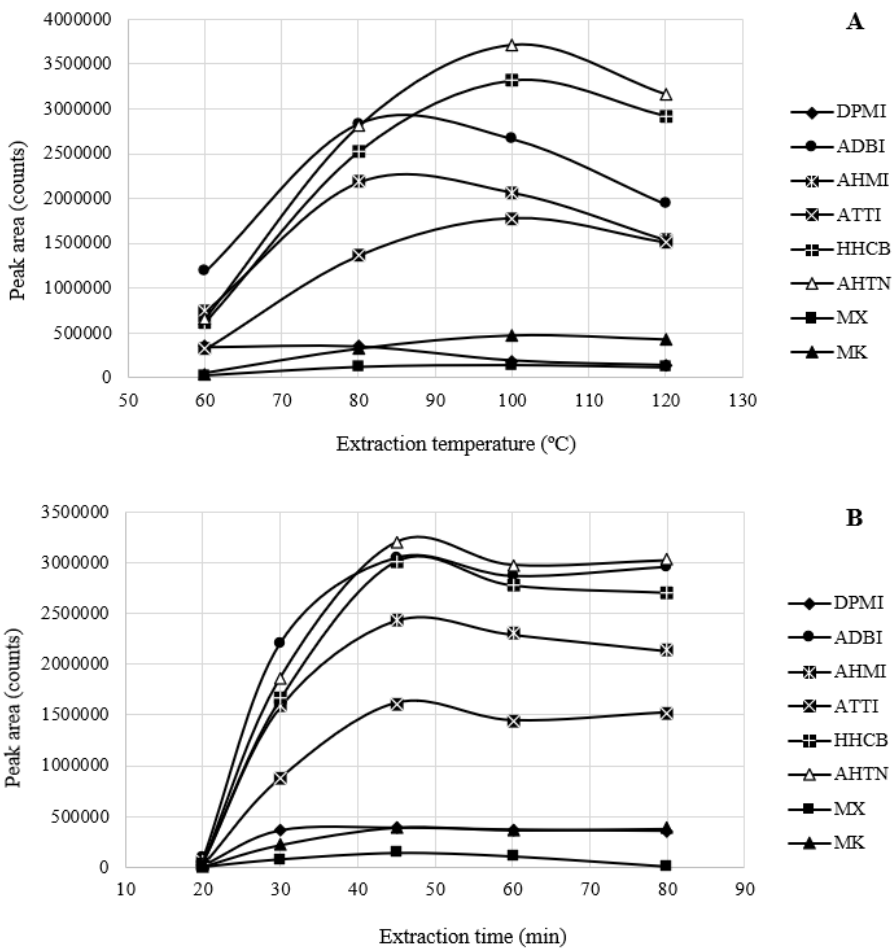 A
4000000
3500000
3000000
2500000
2000000
1500000
1000000
500000
0
Peak area (counts)
50 60 70 80 90 100 110 120 130
Extraction temperature (ºC)
DPMI
ADBI
AHMI
ATTI
HHCB
AHTN
MX
MK
B
3500000
3000000
2500000
2000000
1500000
1000000
500000
0
Peak area (counts)
10 20 30 40 50 60 70 80 90
Extraction time (min)
DPMI
ADBI
AHMI
ATTI
HHCB
AHTN
MX
MK